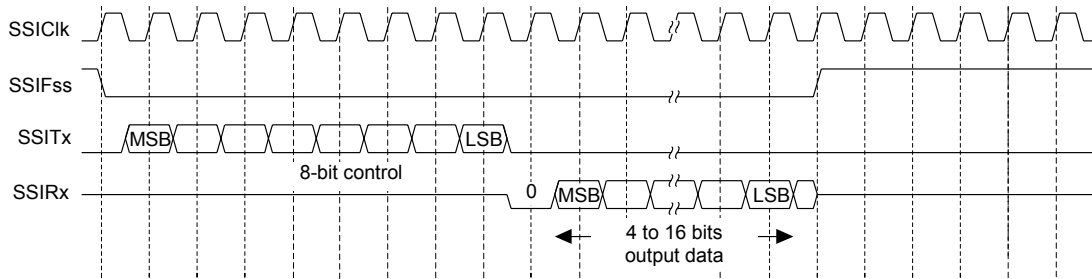 SSIClk
SSIFss
SSITx
MSB
LSB
8-bit control
SSIRx
0
MSB
LSB
4 to 16 bits
output data